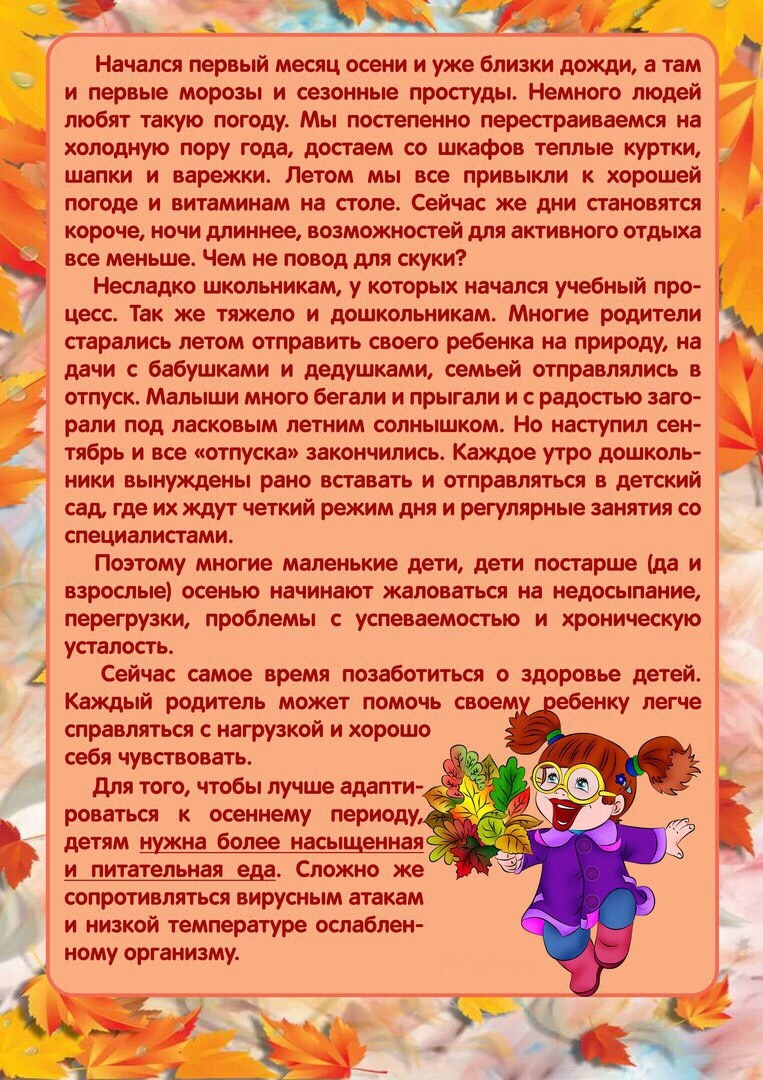 Начался первый месяц осени и уже близки дожди, а там
и первые морозы и сезонные простуды. Немного людей
любят такую погоду. Мы постепенно перестраиваемся на
холодную пору года, достаем со шкафов теплые куртки,
шапки и варежки. Летом мы все привыкли к хорошей
погоде и витаминам на столе. Сейчас же дни становятся
короче, ночи длиннее, возможностей для активного отдыха
все меньше. Чем не повод для скуки?
Несладко школьникам, у которых начался учебный про-
цесс. Так же тяжело и дошкольникам. Многие родители
старались летом отправить своего ребенка на природу, на
дачи с бабушками и дедушками, семьей отправлялись в
отпуск. Малыши много бегали и прыгали и с радостью заго-
рали под ласковым летним солнышком. Но наступил сен-
тябрь и все «отпуска» закончились. Каждое утро дошколь-
ники вынуждены рано вставать и отправляться в детский
сад, где их ждут четкий режим дня и регулярные занятия со
специалистами.
Поэтому многие маленькие дети, дети постарше (да и
взрослые) осенью начинают жаловаться на недосыпание,
перегрузки, проблемы с успеваемостью и хроническую
усталость.
Сейчас самое время позаботиться о здоровье детей.
Каждый родитель может помочь своему ребенку легче
справляться с нагрузкой и хорошо
себя чувствовать.
Для того, чтобы лучше адапти-
роваться к осеннему периоду,
детям нужна более насыщенная
и питательная еда. Сложно же
сопротивляться вирусным атакам
и низкой температуре ослаблен-
ному организму.